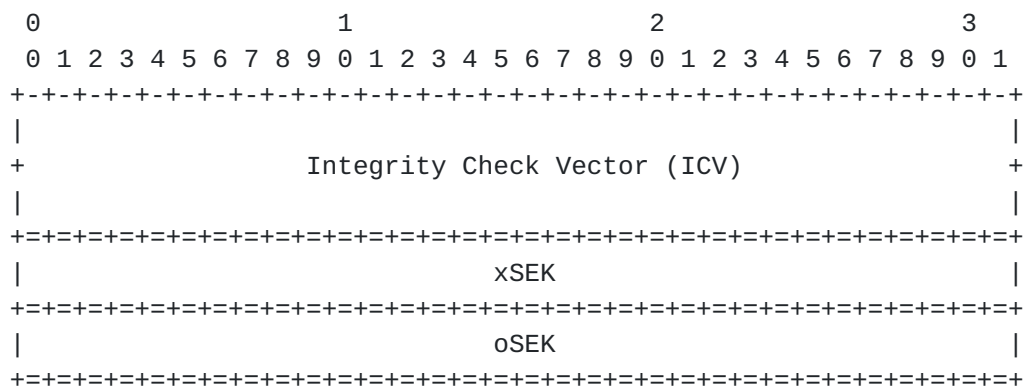 0                   1                   2                   3
 0 1 2 3 4 5 6 7 8 9 0 1 2 3 4 5 6 7 8 9 0 1 2 3 4 5 6 7 8 9 0 1
+-+-+-+-+-+-+-+-+-+-+-+-+-+-+-+-+-+-+-+-+-+-+-+-+-+-+-+-+-+-+-+-+
|                                                               |
+                  Integrity Check Vector (ICV)                 +
|                                                               |
+=+=+=+=+=+=+=+=+=+=+=+=+=+=+=+=+=+=+=+=+=+=+=+=+=+=+=+=+=+=+=+=+
|                              xSEK                             |
+=+=+=+=+=+=+=+=+=+=+=+=+=+=+=+=+=+=+=+=+=+=+=+=+=+=+=+=+=+=+=+=+
|                              oSEK                             |
+=+=+=+=+=+=+=+=+=+=+=+=+=+=+=+=+=+=+=+=+=+=+=+=+=+=+=+=+=+=+=+=+